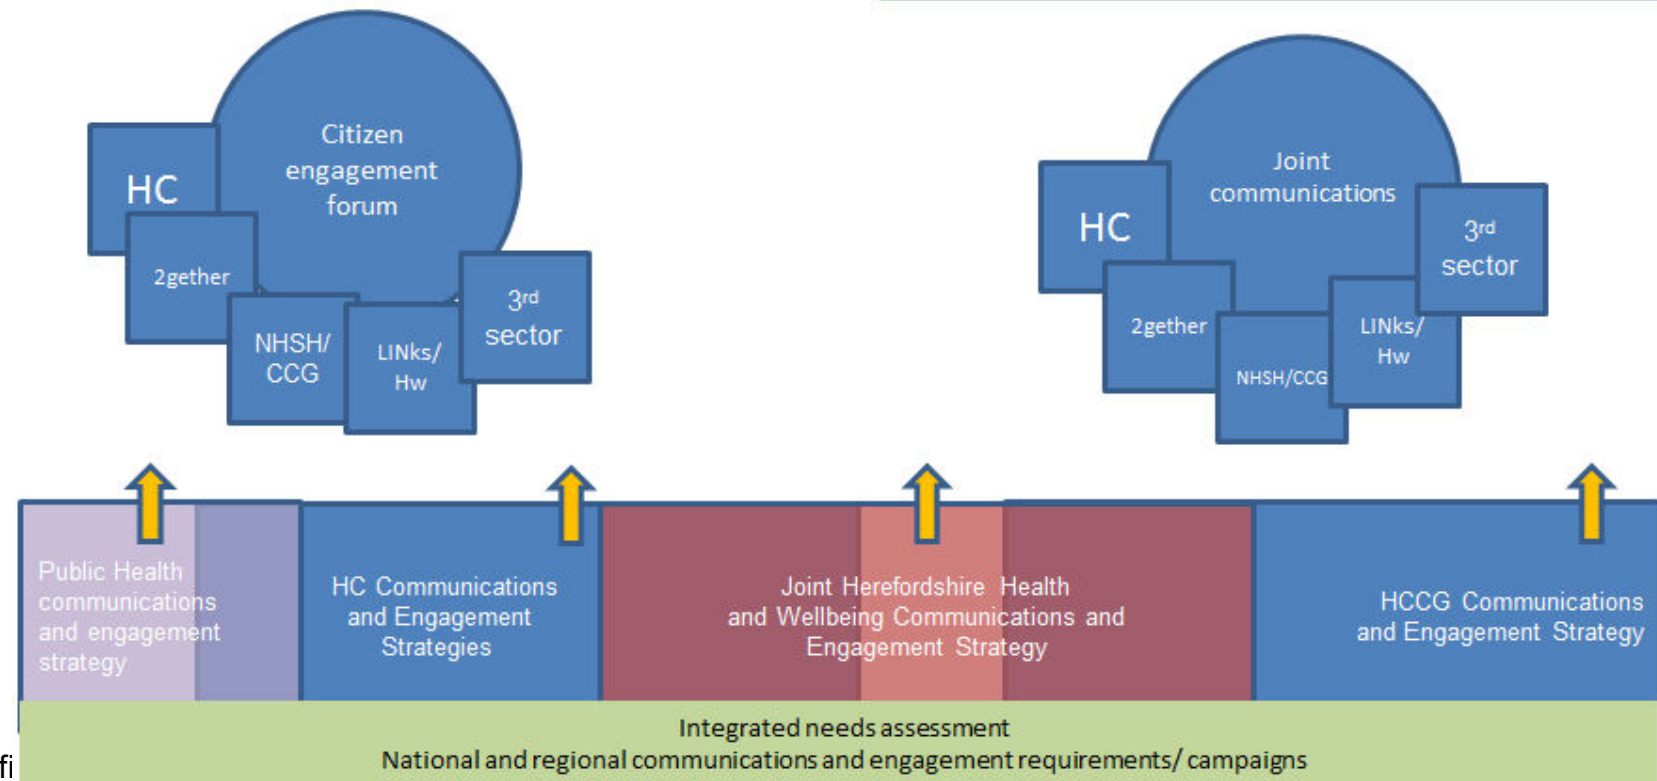 Citizen
engagement
forum
HC
2gether
NHSH/
CCG
LINks/
Hw
3rd
sector
Joint
communications
HC
2gether
NHSH/CCG
LINks/
Hw
3rd
sector
Public Health
communications
and engagement
strategy
HC Communications
and Engagement
Strategies
Joint Herefordshire Health
and Wellbeing Communications and
Engagement Strategy
HCCG Communications
and Engagement Strategy
Integrated needs assessment
National and regional communications and engagement requirements/ campaigns
fi